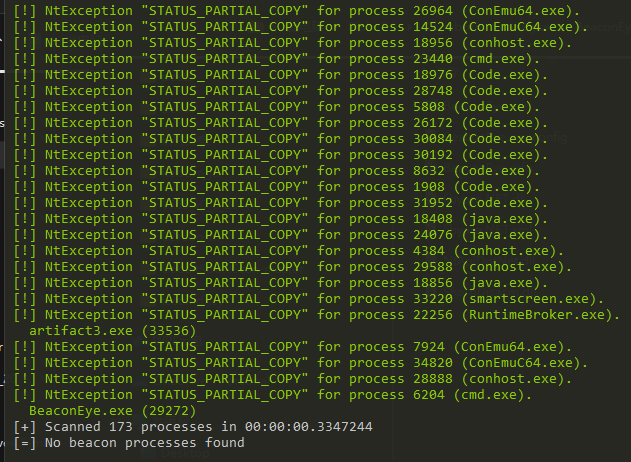 [!] NtException "STATUS_PARTIAL_COPY" for process 26964 (ConEmu64.exe).
[!] NtException "STATUS_PARTIAL_COPY" for process 14524 (ConEmuC64.exe).
[!] NtException "STATUS_PARTIAL_COPY" for process 18956 (conhost.exe).
[!] NtException "STATUS_PARTIAL_COPY" for process 23440 (cmd.exe).
[!] NtException "STATUS_PARTIAL_COPY" for process 18976 (Code.exe).
[!] NtException "STATUS_PARTIAL_COPY" for process 28748 (Code.exe).
[!] NtException "STATUS_PARTIAL_COPY" for process 5808 (Code.exe).
[!] NtException "STATUS_PARTIAL_COPY" for process 26172 (Code.exe).
[!] NtException "STATUS_PARTIAL_COPY" for process 30084 (Code.exe).
[!] NtException "STATUS_PARTIAL_COPY" for process 30192 (Code.exe).
[!] NtException "STATUS_PARTIAL_COPY" for process 8632 (Code.exe).
[!] NtException "STATUS_PARTIAL_COPY" for process 1908 (Code.exe).
[!] NtException "STATUS_PARTIAL_COPY" for process 31952 (Code.exe).
[!] NtException "STATUS_PARTIAL_COPY" for process 18408 (java.exe).
[!] NtException "STATUS_PARTIAL_COPY" for process 24076 (java.exe).
[!] NtException "STATUS_PARTIAL_COPY" for process 4384 (conhost.exe).
[!] NtException "STATUS_PARTIAL_COPY" for process 29588 (conhost.exe).
[!] NtException "STATUS_PARTIAL_COPY" for process 18856 (java.exe).
[!] NtException "STATUS_PARTIAL_COPY" for process 33220 (smartscreen.exe).
[!] NtException "STATUS_PARTIAL_COPY" for process 22256 (RuntimeBroker.exe).
artifact3.exe (33536)
[!] NtException "STATUS_PARTIAL_COPY" for process 7924 (ConEmu64.exe).
[!] NtException "STATUS_PARTIAL_COPY" for process 34820 (ConEmuC64.exe).
[!] NtException "STATUS_PARTIAL_COPY" for process 28888 (conhost.exe).
[!] NtException "STATUS_PARTIAL_COPY" for process 6204 (cmd.exe).
BeaconEye.exe (29272)
[+] Scanned 173 processes in 00:00:00.3347244
[=] No beacon processes found